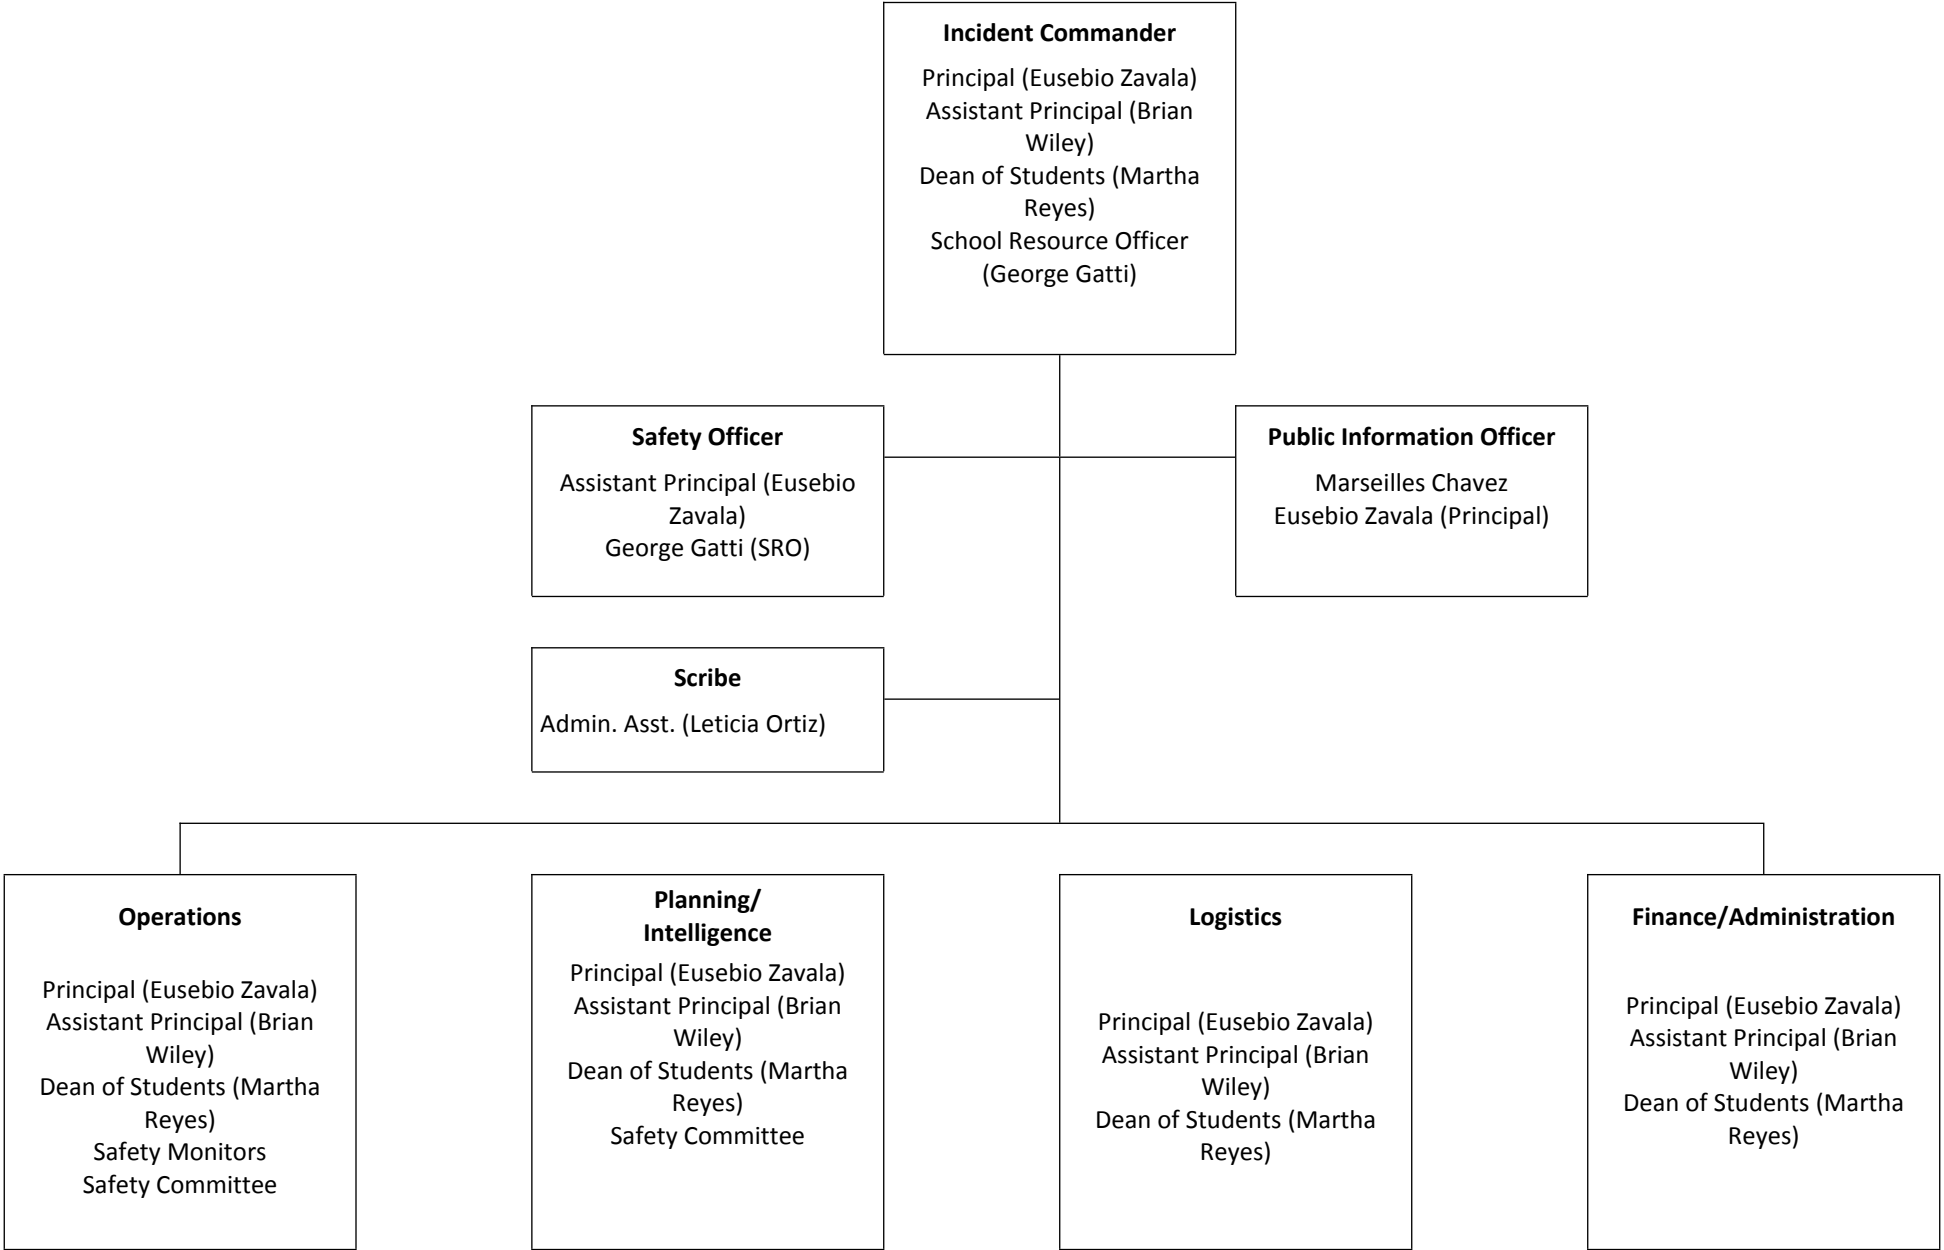 Incident Commander
Principal (Eusebio Zavala)
Assistant Principal (Brian
Wiley)
Dean of Students (Martha
Reyes)
School Resource Officer
(George Gatti)
Safety Officer
Assistant Principal (Eusebio
Zavala)
George Gatti (SRO)
Public Information Officer
Marseilles Chavez
Eusebio Zavala (Principal)
Scribe
Admin. Asst. (Leticia Ortiz)
Operations
Principal (Eusebio Zavala)
Assistant Principal (Brian
Wiley)
Dean of Students (Martha
Reyes)
Safety Monitors
Safety Committee
Planning/
Intelligence
Principal (Eusebio Zavala)
Assistant Principal (Brian
Wiley)
Dean of Students (Martha
Reyes)
Safety Committee
Logistics
Principal (Eusebio Zavala)
Assistant Principal (Brian
Wiley)
Dean of Students (Martha
Reyes)
Finance/Administration
Principal (Eusebio Zavala)
Assistant Principal (Brian
Wiley)
Dean of Students (Martha
Reyes)